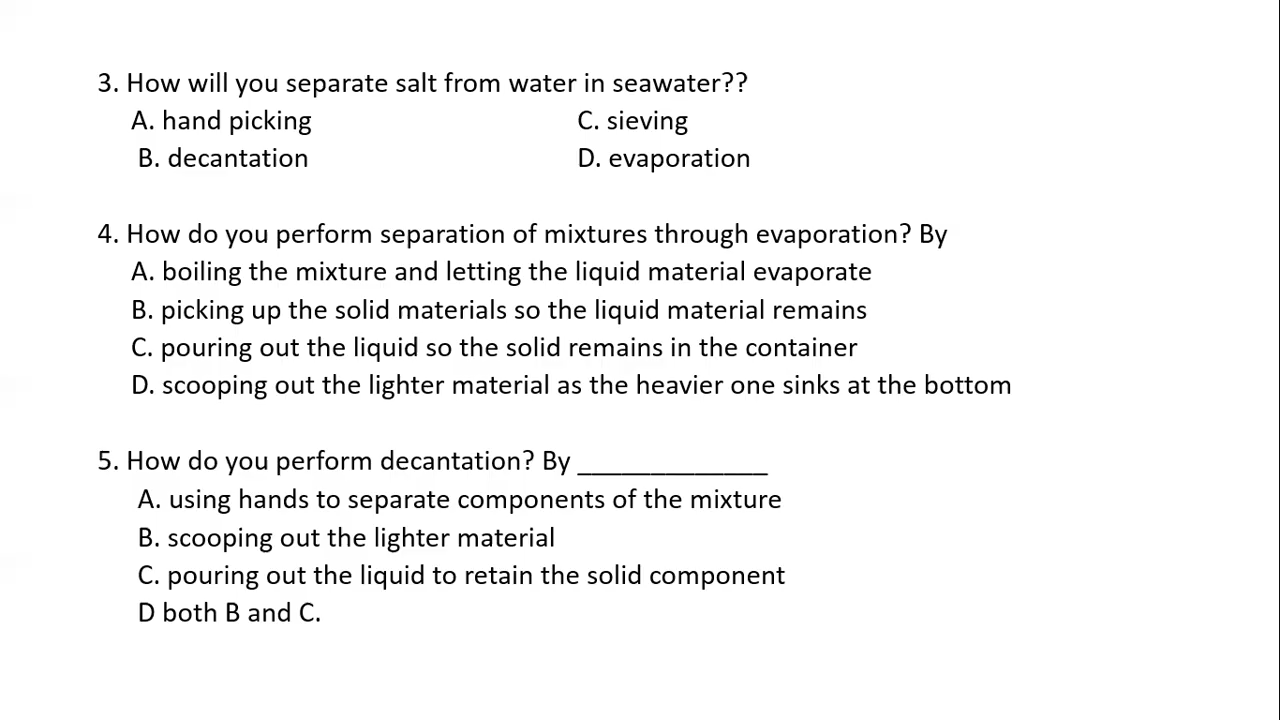 3. How will you separate salt from water in seawater??
A. hand picking C. sieving
B. decantation D. evaporation
4. How do you perform separation of mixtures through evaporation? By
A. boiling the mixture and letting the liquid material evaporate
B. picking up the solid materials so the liquid material remains
C. pouring out the liquid so the solid remains in the container
D. scooping out the lighter material as the heavier one sinks at the bottom
5. How do you perform decantation? By _____________
A. using hands to separate components of the mixture
B. scooping out the lighter material
C. pouring out the liquid to retain the solid component
D both B and C.